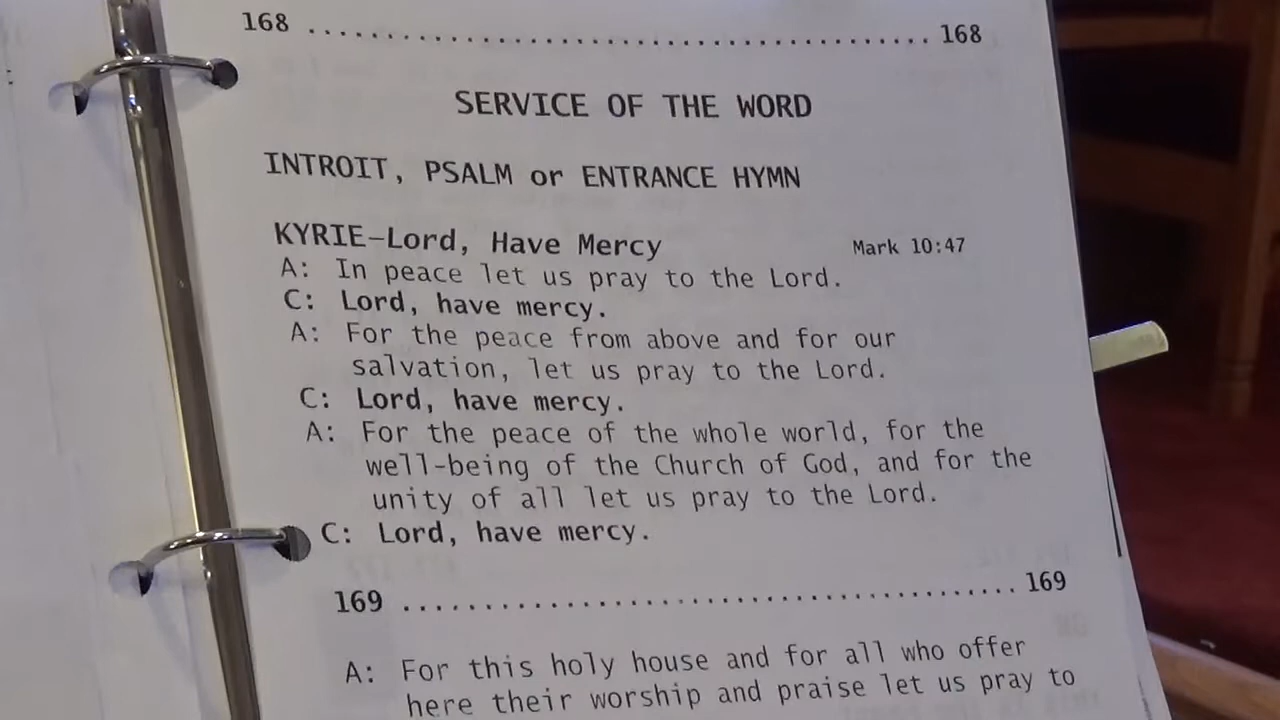 168 ........................................ 168
SERVICE OF THE WORD
INTROIT, PSALM or ENTRANCE HYMN
KYRIE—Lord, Have Mercy Mark 10:47
A: In peace let us pray to the Lord.
C: Lord, have mercy.
A: For the peace from above and for our
salvation, let us pray to the Lord.
C: Lord, have mercy.
A: For the peace of the whole world, for the
well-being of the Church of God, and for the
unity of all let us pray to the Lord.
C: Lord, have mercy.
169 ........................................ 169
A: For this holy house and for all who offer
here their worship and praise let us pray to